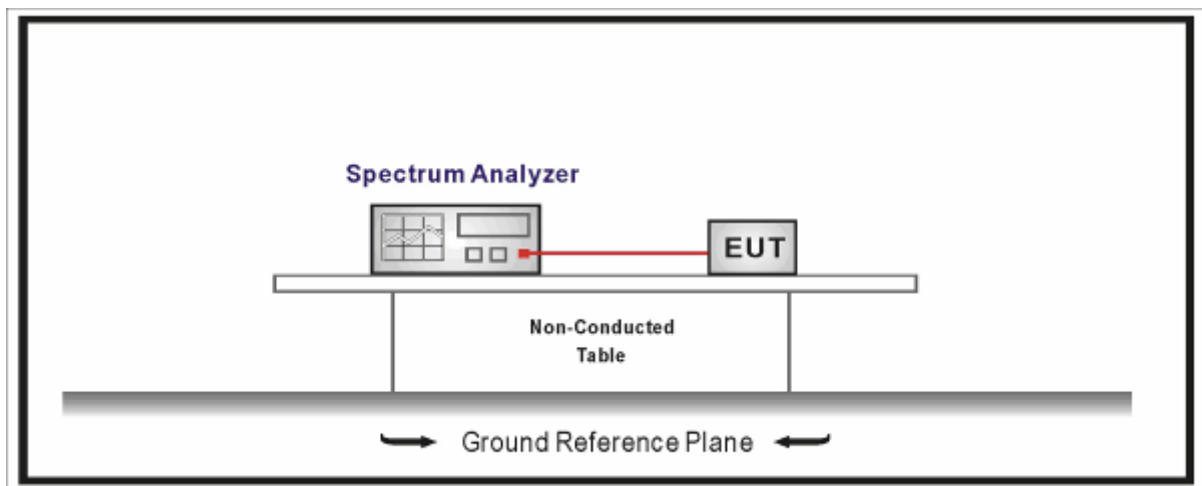 Spectrum Analyzer
EUT
Non-Conducted
Table
Ground Reference Plane